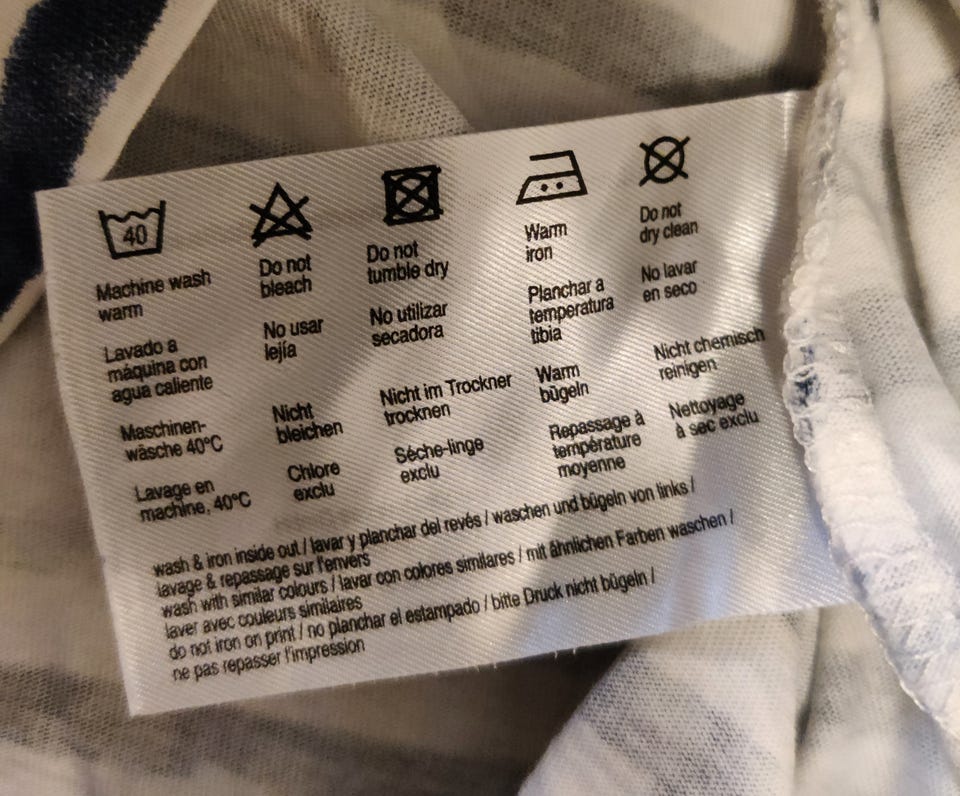 40
Machine wash
warm
Lavado a
màquina con
agua caliente
Maschinen-
wäsche 40°C
Lavage en
machine, 40°C
Do not
bleach
No usar
lejía
Nicht
bleichen
Chlore
exclu
Do not
tumble dry
No utilizar
secadora
Nicht im Trockner
trocknen
Séche-linge
exclu
Warm
iron
Planchar a
temperatura
tibia
Warm
bügeln
Repassage à
température
moyenne
Do not
dry clean
No lavar
en seco
Nicht chemisch
reinigen
Nettoyage
à sec exclu
wash & iron inside out / lavar y planchar del revés / waschen und bügeln von links /
lavage & repassage sur l'envers
wash with similar colours / lavar con colores similares / mit ähnlichen Farben waschen /
laver avec couleurs similaires
do not iron on print / no planchar el estampado / bitte Druck nicht bügeln /
ne pas repasser l'impression